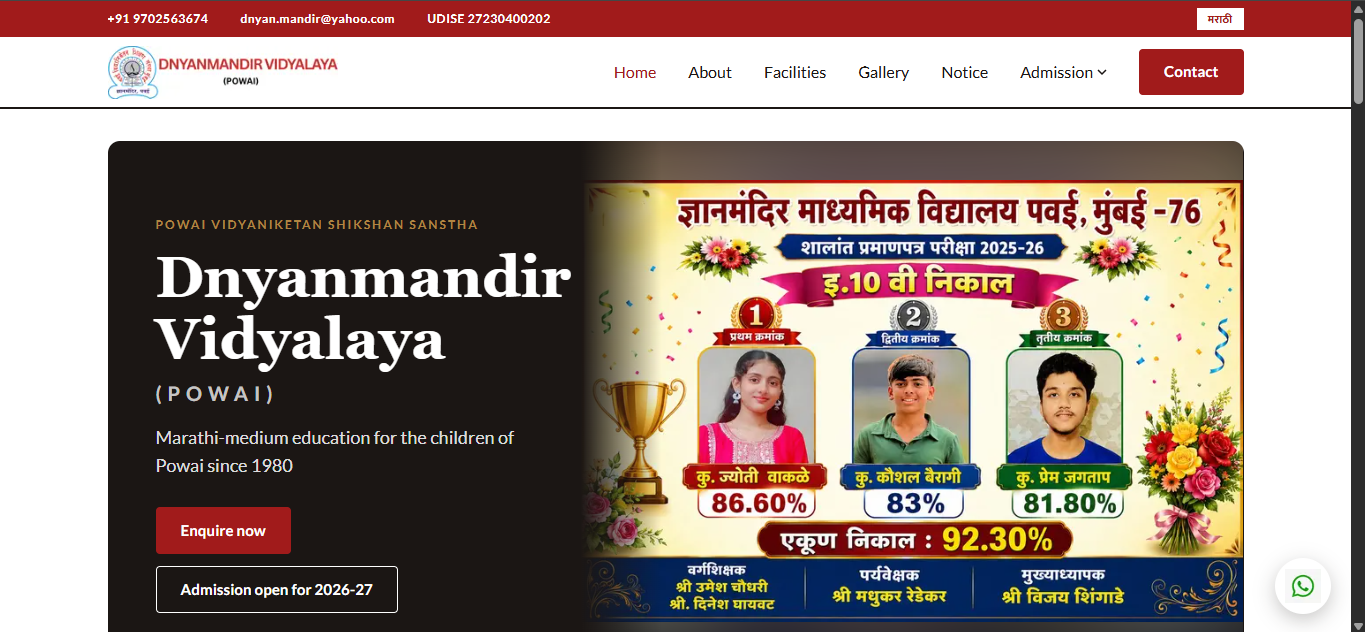 +91 9702563674
dnyan.mandir@yahoo.com
UDISE 27230400202
मराठी
DNYANMANDIR VIDYALAYA
(POWAI)
ज्ञानमंदिर, पवई
Home
About
Facilities
Gallery
Notice
Admission
Contact
POWAI VIDYANIKETAN SHIKSHAN SANSTHA
Dnyanmandir
Vidyalaya
(POWAI)
Marathi-medium education for the children of
Powai since 1980
Enquire now
Admission open for 2026-27
ज्ञानमंदिर माध्यमिक विद्यालय पवई, मुंबई -76
शालांत प्रमाणपत्र परीक्षा 2025-26
इ.10 वी निकाल
1
प्रथम क्रमांक
2
द्वितीय क्रमांक
3
तृतीय क्रमांक
कु. ज्योती वाकळे
86.60%
कु. कौशल बैरागी
83%
कु. प्रेम जगताप
81.80%
एकूण निकाल : 92.30%
वर्गशिक्षक
श्री उमेश चौधरी
श्री. दिनेश घायवट
पर्यवेक्षक
श्री मधुकर रेडेकर
मुख्याध्यापक
श्री विजय शिंगाडे